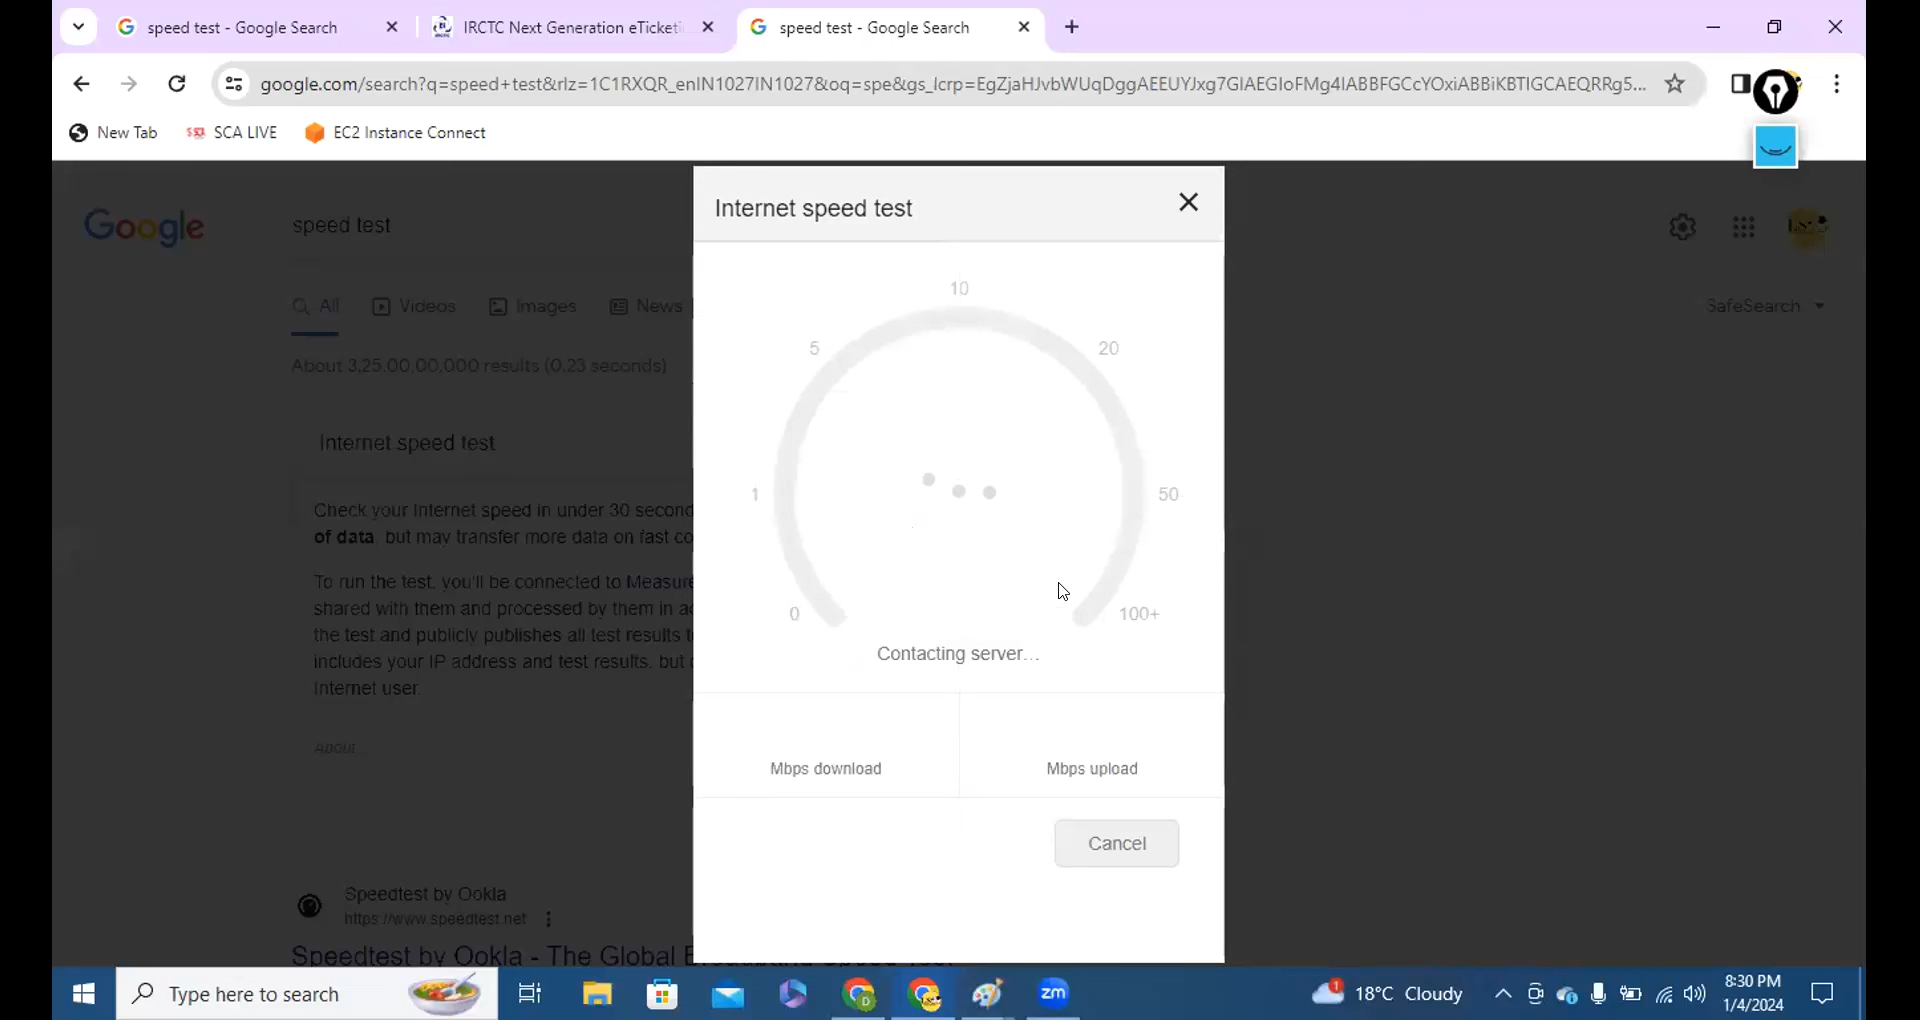 speed test - Google Search
IRCTC Next Generation eTicketi
speed test - Google Search
google.com/search?q=speed+test&rlz=1C1RXQR_enIN1027IN1027&oq=spe&gs_lcrp=EgZjaHJvbWUqDggAEEUYJxg7GIAEGIoFMg4IABBFGCcYOxiABBiKBTIGCAEQRRg5...
New Tab
SCA LIVE
EC2 Instance Connect
Internet speed test
Google
speed test
All
Videos
Images
News
SafeSearch
About 3,25,00,00,000 results (0.23 seconds)
Internet speed test
Check your Internet speed in under 30 second
of data, but may transfer more data on fast co
To run the test, you'll be connected to Measure
shared with them and processed by them in ac
the test and publicly publishes all test results t
includes your IP address and test results, but
Internet user.
About...
10
5
20
1
50
0
100+
Contacting server...
Mbps download
Mbps upload
Cancel
Speedtest by Ookla
https://www.speedtest.net
Speedtest by Ookla - The Global B
Type here to search
zm
1
18°C Cloudy
8:30 PM
1/4/2024